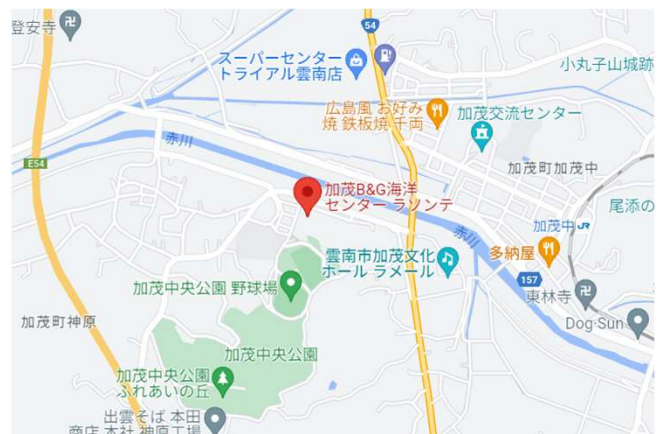 登安寺
54
スーパーセンター
トライアル雲南店
小丸子山城跡
広島風 お好み
焼 鉄板焼 千両
加茂交流センター
赤川
E54
加茂町加茂中
加茂B&G海洋
センター ラソンテ
尾添の
加茂中
JR
赤川
雲南市加茂文化
ホール ラメール
多納屋
157
加茂中央公園 野球場
東林寺
加茂町神原
Dog·Sun
加茂中央公園
加茂中央公園
ふれあいの丘
出雲そば 本田
商店 本社 神原工場